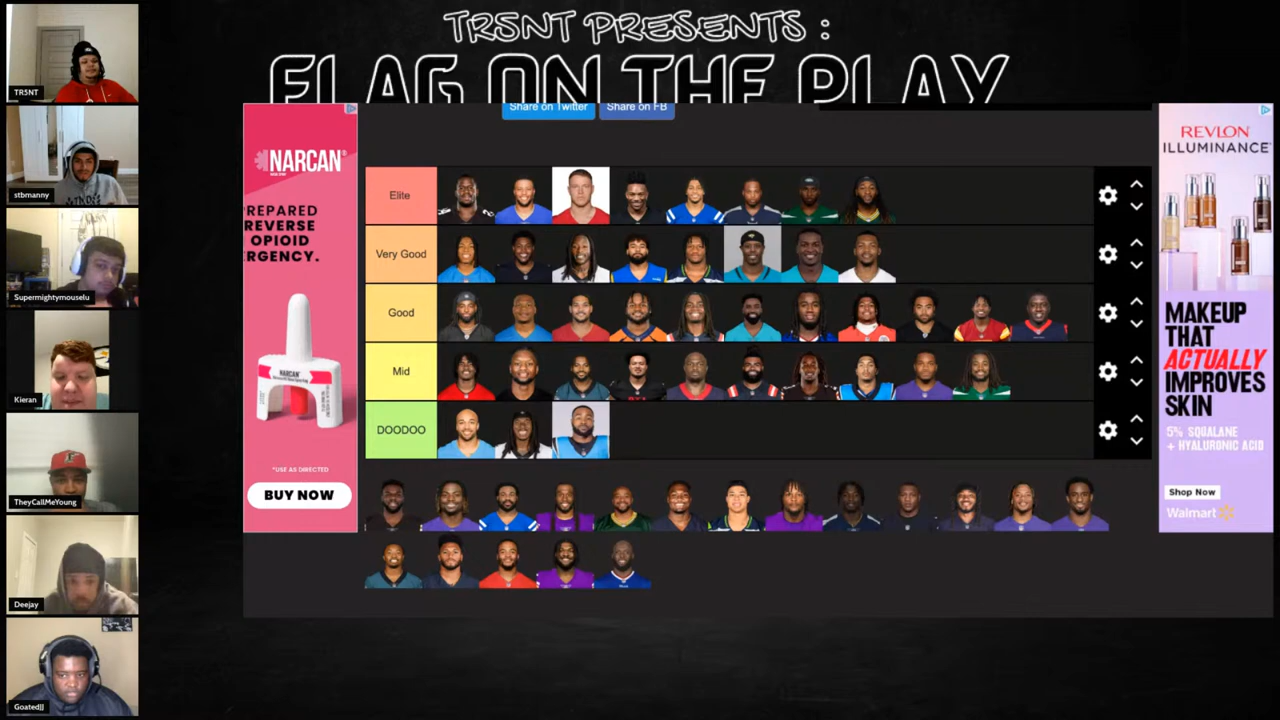 TR5NT PRESENTS :
FLAG ON THE PLAY
Share on Twitter
Share on FB
TR5NT
stbmanny
Supermightymouselu
Kieran
TheyCallMeYoung
Deejay
GoatedJJ
NARCAN
REPARED
REVERSE
OPIOID
RGENCY.
*USE AS DIRECTED
BUY NOW
Elite
Very Good
Good
Mid
DOODOO
REVLON
ILLUMINANCE
MAKEUP
THAT
ACTUALLY
IMPROVES
SKIN
5% SQUALANE
+ HYALURONIC ACID
Shop Now
Walmart